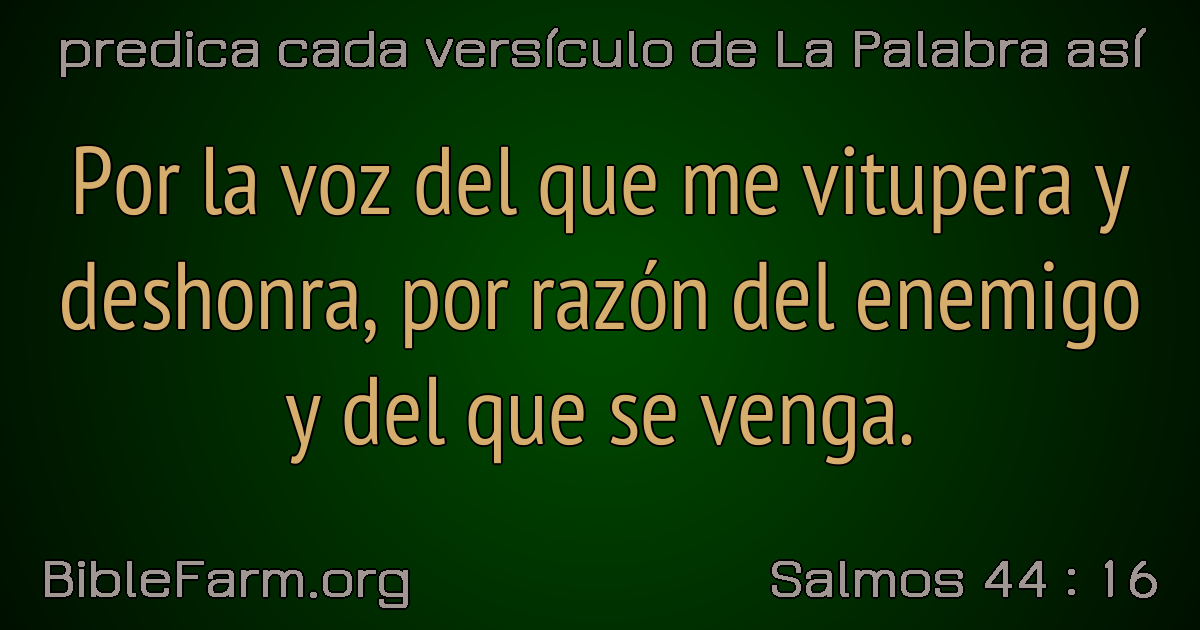 predica cada versículo de La Palabra así
Por la voz del que me vitupera y
deshonra, por razón del enemigo
y del que se venga.
BibleFarm.org
Salmos 44 : 16